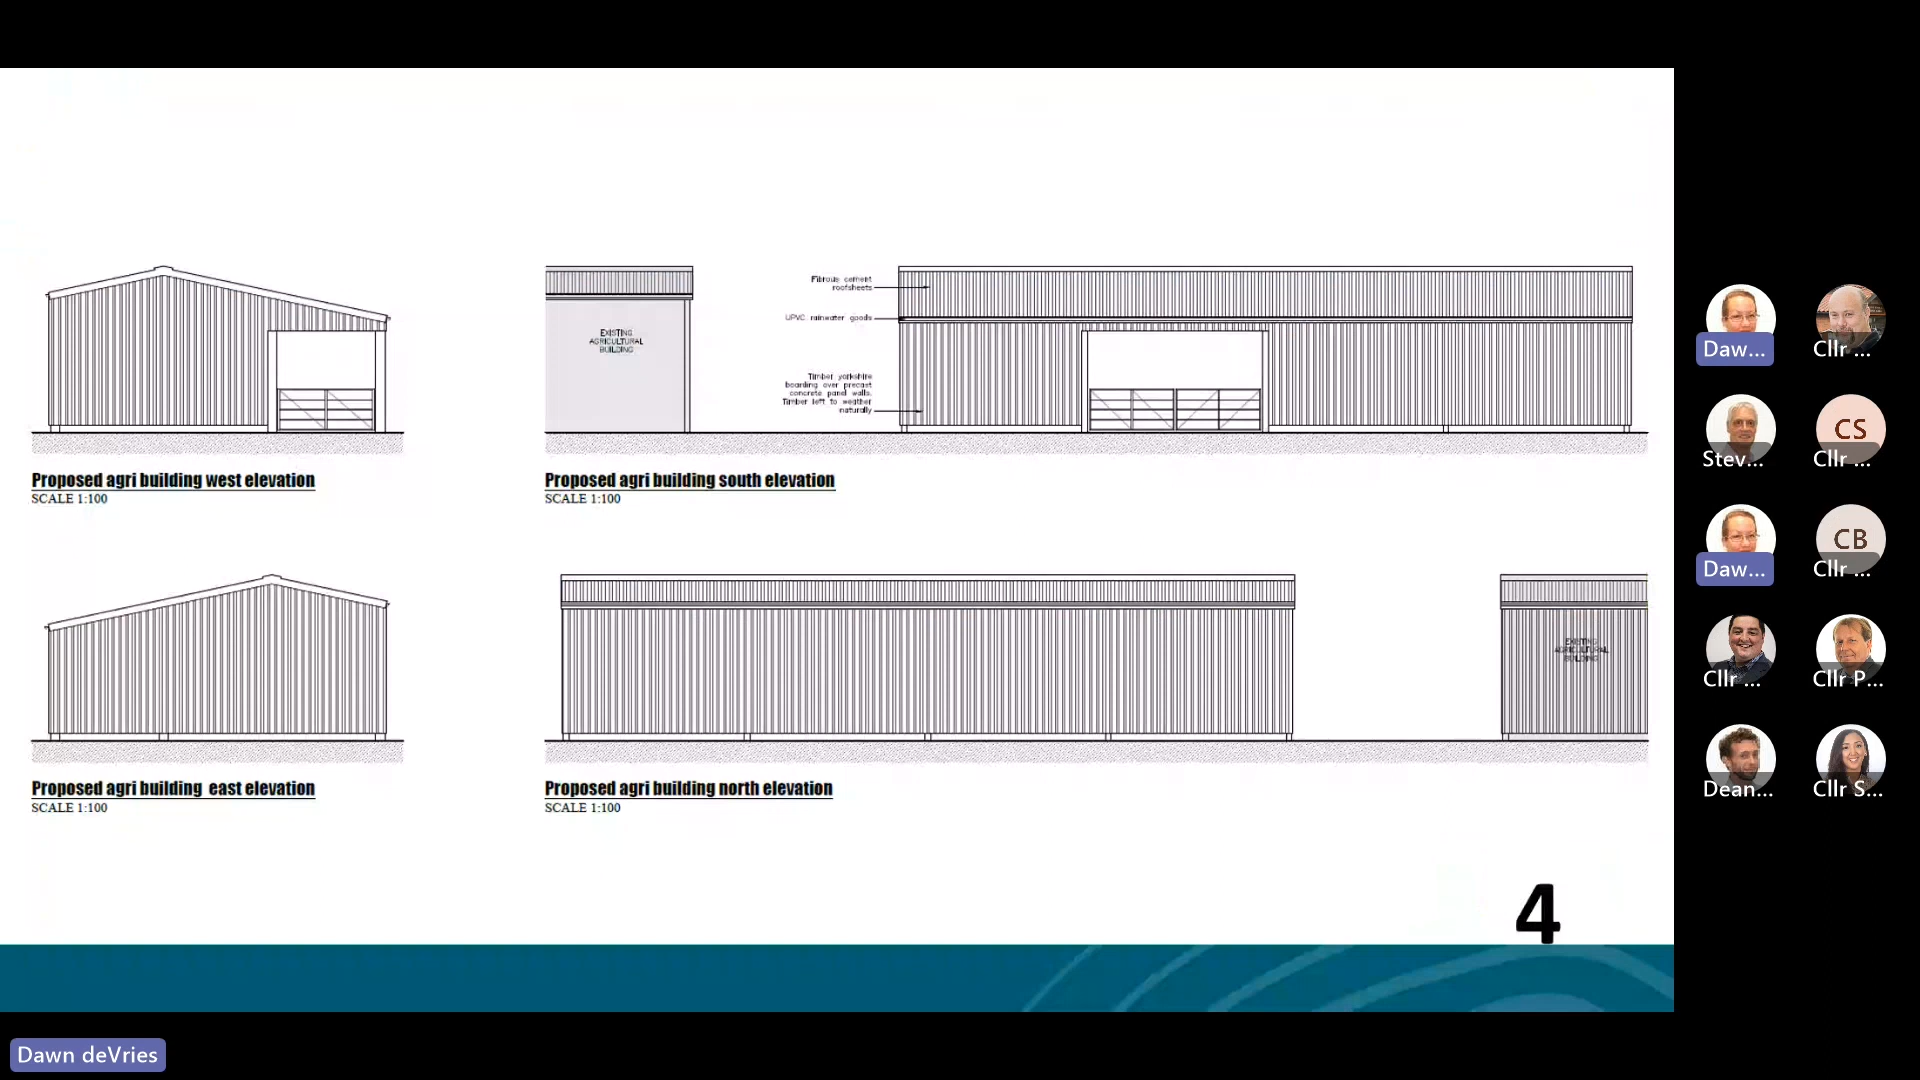 Fibrous cement
roofsheets
UPVC rainwater goods
EXISTING
AGRICULTURAL
BUILDING
Timber yorkshire
boarding over precast
concrete panel walls.
Timber left to weather
naturally
Proposed agri building west elevation
SCALE 1:100
Proposed agri building south elevation
SCALE 1:100
EXISTING
AGRICULTURAL
BUILDING
Proposed agri building east elevation
SCALE 1:100
Proposed agri building north elevation
SCALE 1:100
4
Daw...
Cllr ...
Stev...
CS
Cllr ...
Daw...
CB
Cllr ...
Cllr ...
Cllr P...
Dean...
Cllr S...
Dawn deVries